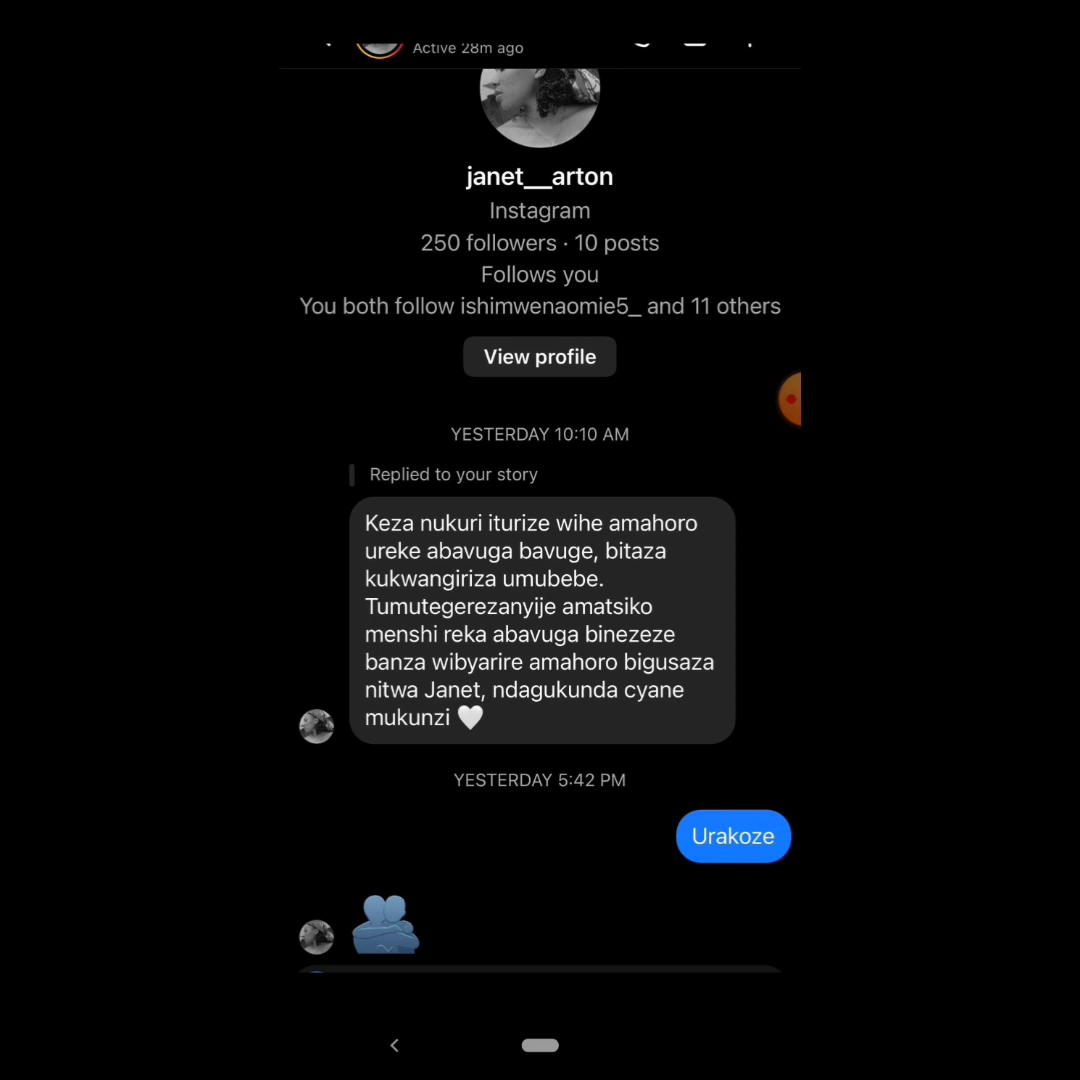 Active 28m ago
janet__arton
Instagram
250 followers · 10 posts
Follows you
You both follow ishimwenaomie5_ and 11 others
View profile
YESTERDAY 10:10 AM
Replied to your story
Keza nukuri iturize wihe amahoro
ureke abavuga bavuge, bitaza
kukwangiriza umubebe.
Tumutegerezanyije amatsiko
menshi reka abavuga binezeze
banza wibyarire amahoro bigusaza
nitwa Janet, ndagukunda cyane
mukunzi 🤍
YESTERDAY 5:42 PM
Urakoze